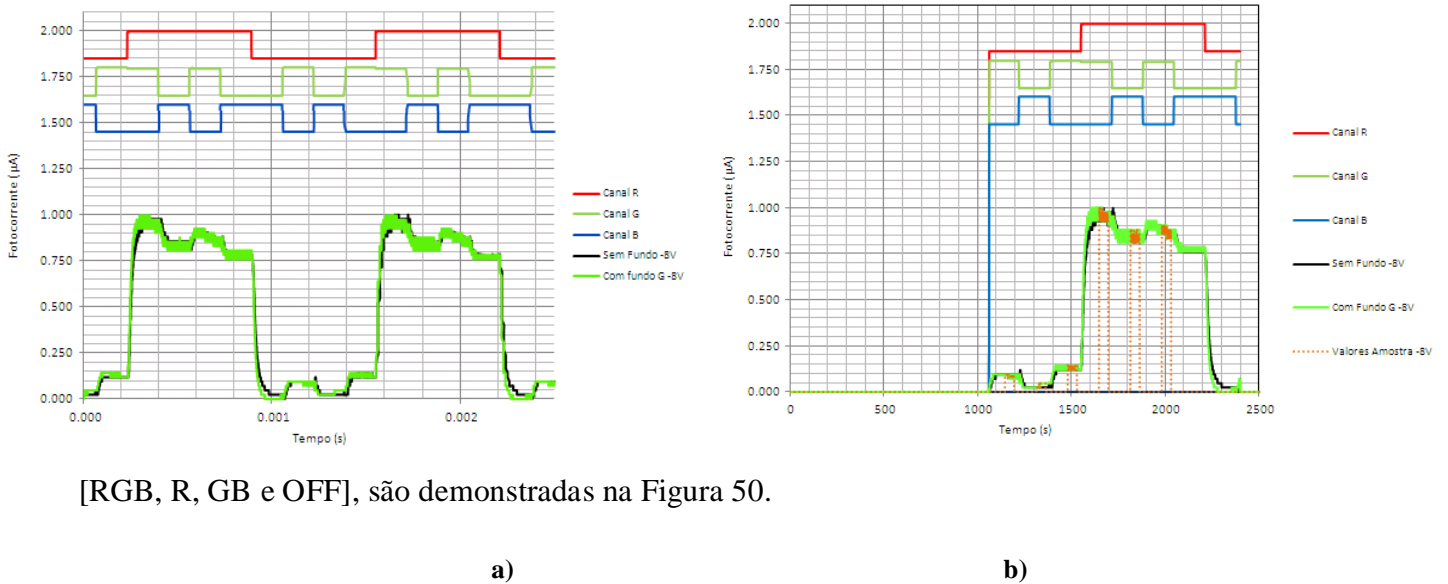 2.000
1.750
1.500
1.250
1.000
0.750
0.500
0.250
0.000
Fotocorrente (µA)
0.000
0.001
0.002
Tempo (s)
Canal R
Canal G
Canal B
Sem Fundo -8V
Com fundo G -8V
2.000
1.750
1.500
1.250
1.000
0.750
0.500
0.250
0.000
Fotocorrente (µA)
0
500
1000
1500
2000
2500
Tempo (s)
Canal R
Canal G
Canal B
Sem Fundo -8V
Com Fundo G -8V
Valores Amostra -8V
[RGB, R, GB e OFF], são demonstradas na Figura 50.
a)
b)